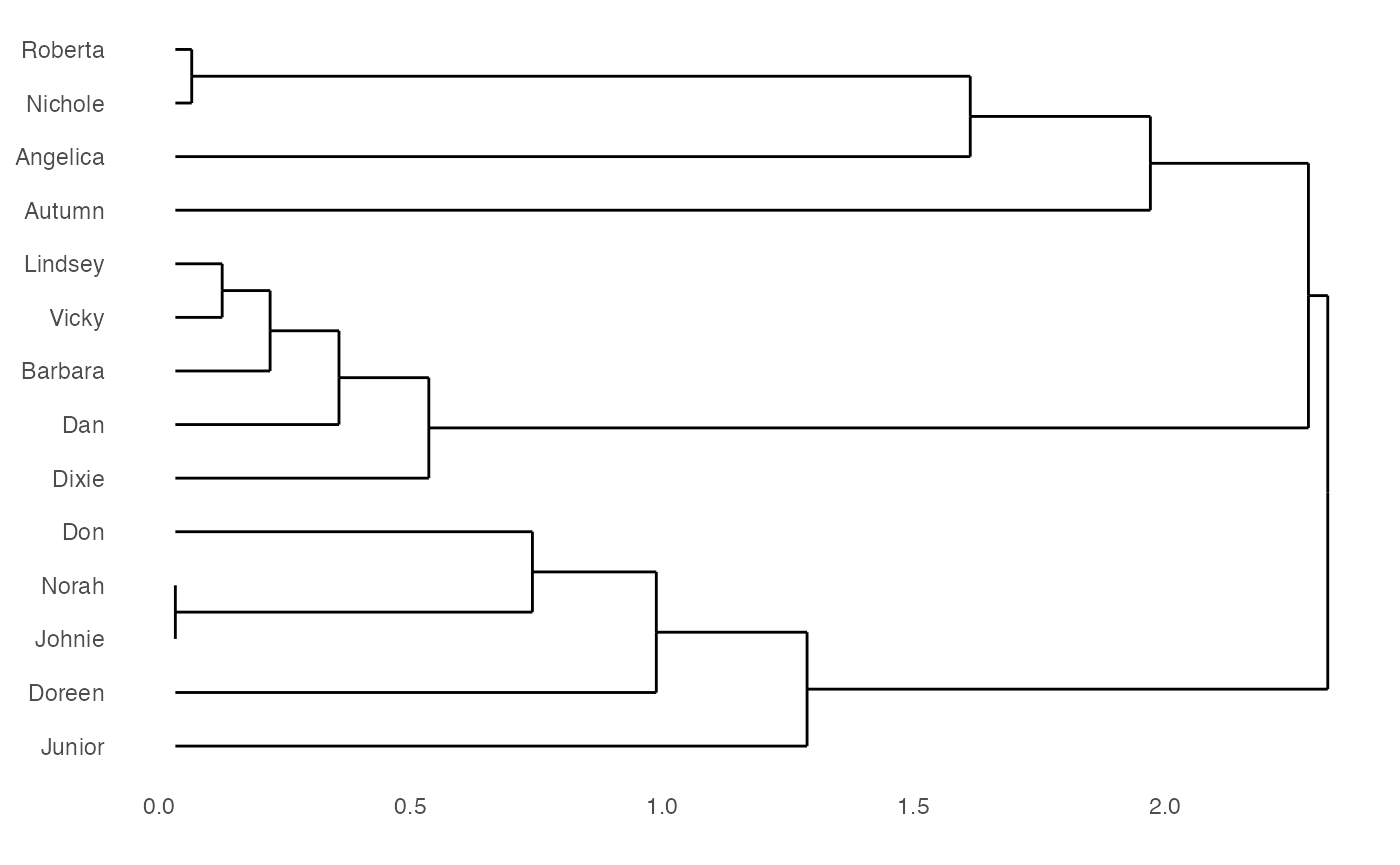 Roberta
Nichole
Angelica
Autumn
Lindsey
Vicky
Barbara
Dan
Dixie
Don
Norah
Johnie
Doreen
Junior
0.0 0.5 1.0 1.5 2.0